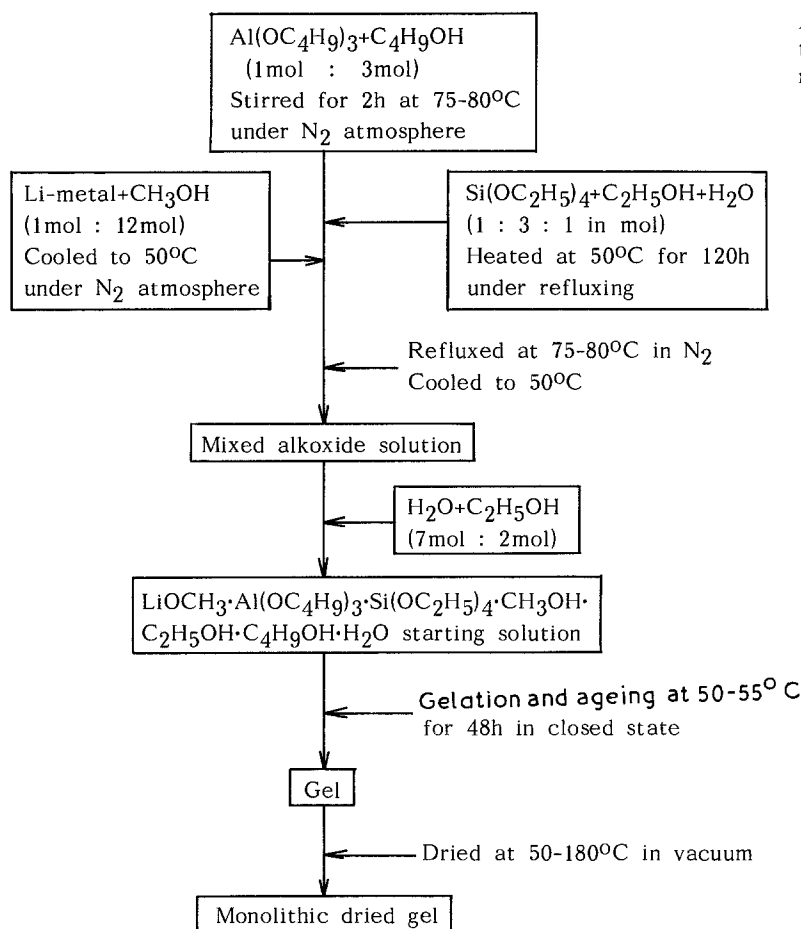 Al(OC4H9)3+C4H9OH
(1mol : 3mol)
Stirred for 2h at 75-80°C
under N2 atmosphere
Li-metal+CH3OH
(1mol : 12mol)
Cooled to 50°C
under N2 atmosphere
Si(OC2H5)4+C2H5OH+H2O
(1 : 3 : 1 in mol)
Heated at 50°C for 120h
under refluxing
Refluxed at 75-80°C in N2
Cooled to 50°C
Mixed alkoxide solution
H2O+C2H5OH
(7mol : 2mol)
LiOCH3·Al(OC4H9)3·Si(OC2H5)4·CH3OH·
C2H5OH·C4H9OH·H2O starting solution
Gelation and ageing at 50-55° C
for 48h in closed state
Gel
Dried at 50-180°C in vacuum
Monolithic dried gel